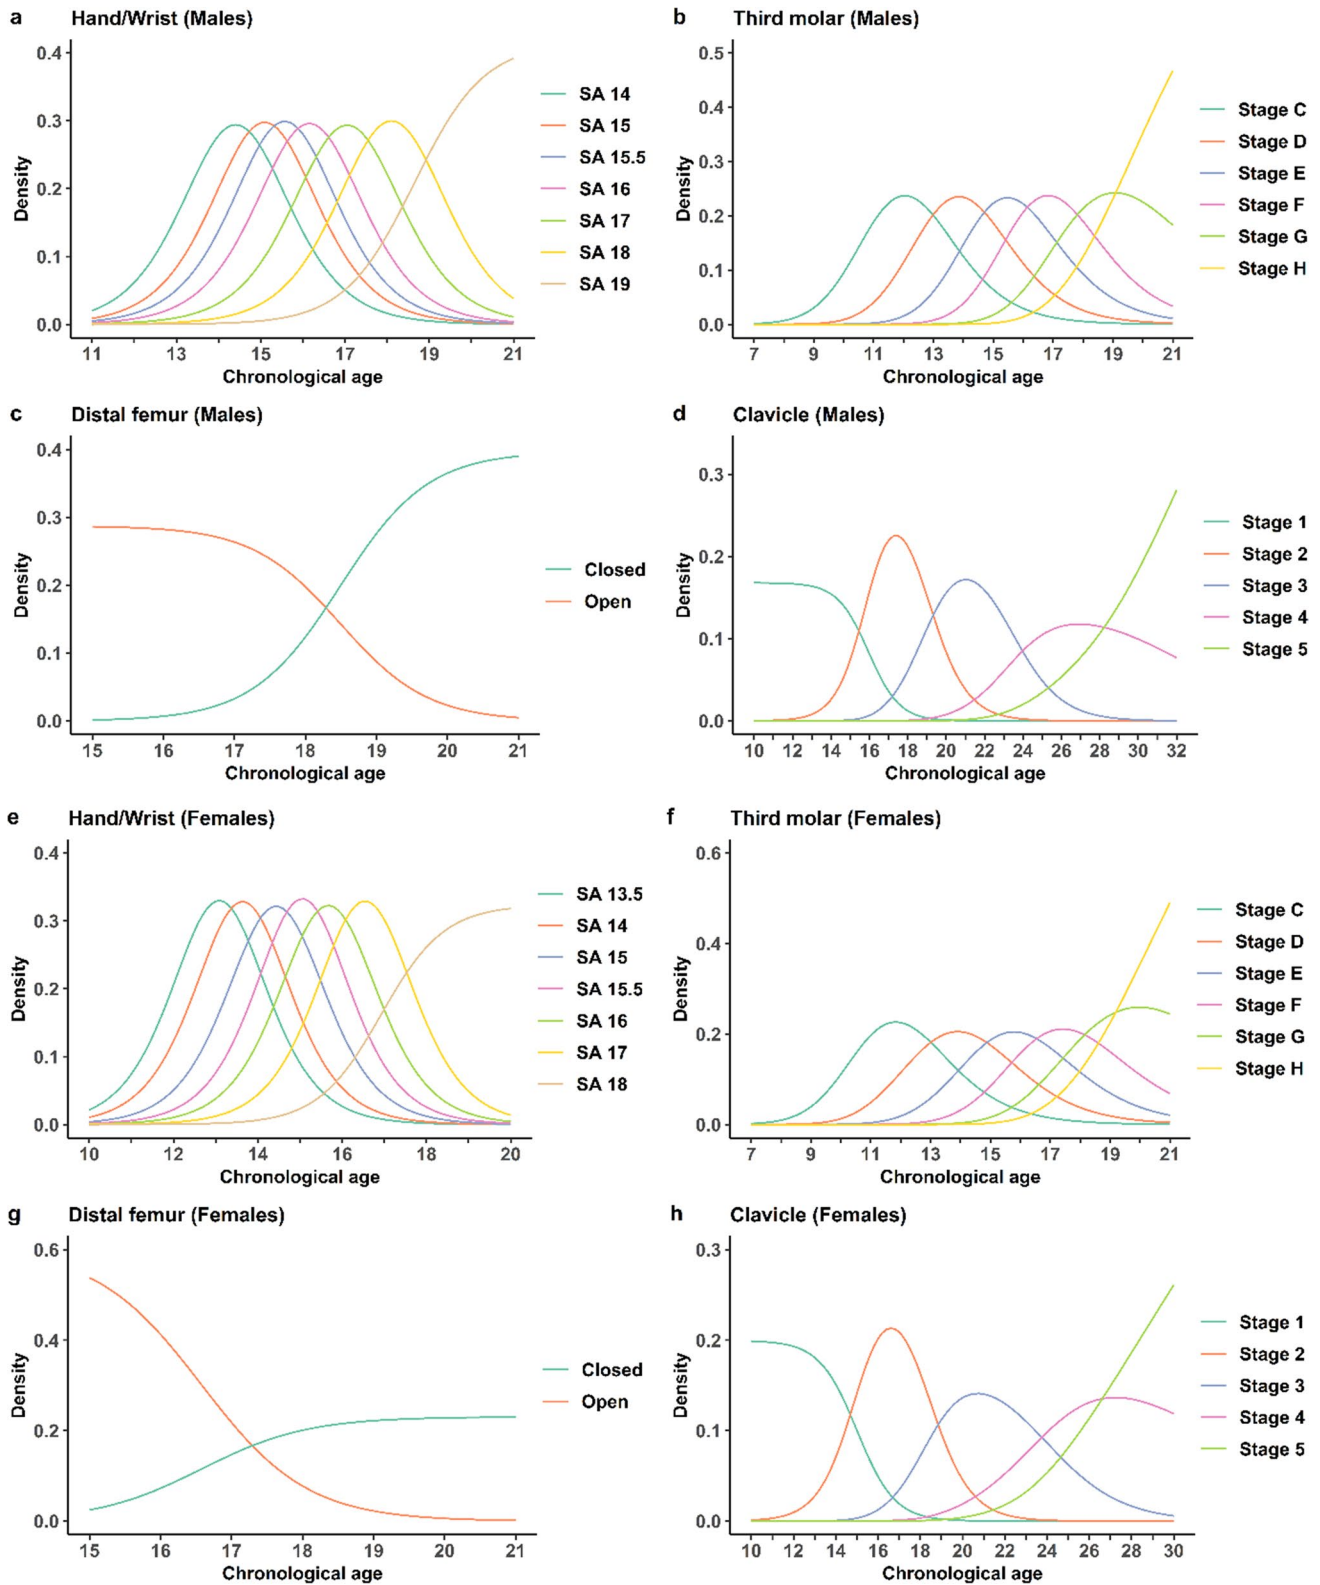 a Hand/Wrist (Males)
0.4
0.3
0.2
0.1
0.0
Density
11 13 15 17 19 21
Chronological age
SA 14
SA 15
SA 15.5
SA 16
SA 17
SA 18
SA 19
b Third molar (Males)
0.5
0.4
0.3
0.2
0.1
0.0
Density
7 9 11 13 15 17 19 21
Chronological age
Stage C
Stage D
Stage E
Stage F
Stage G
Stage H
c Distal femur (Males)
0.4
0.3
0.2
0.1
0.0
Density
15 16 17 18 19 20 21
Chronological age
Closed
Open
d Clavicle (Males)
0.3
0.2
0.1
0.0
Density
10 12 14 16 18 20 22 24 26 28 30 32
Chronological age
Stage 1
Stage 2
Stage 3
Stage 4
Stage 5
e Hand/Wrist (Females)
0.4
0.3
0.2
0.1
0.0
Density
10 12 14 16 18 20
Chronological age
SA 13.5
SA 14
SA 15
SA 15.5
SA 16
SA 17
SA 18
f Third molar (Females)
0.6
0.4
0.2
0.0
Density
7 9 11 13 15 17 19 21
Chronological age
Stage C
Stage D
Stage E
Stage F
Stage G
Stage H
g Distal femur (Females)
0.6
0.4
0.2
0.0
Density
15 16 17 18 19 20 21
Chronological age
Closed
Open
h Clavicle (Females)
0.3
0.2
0.1
0.0
Density
10 12 14 16 18 20 22 24 26 28 30
Chronological age
Stage 1
Stage 2
Stage 3
Stage 4
Stage 5